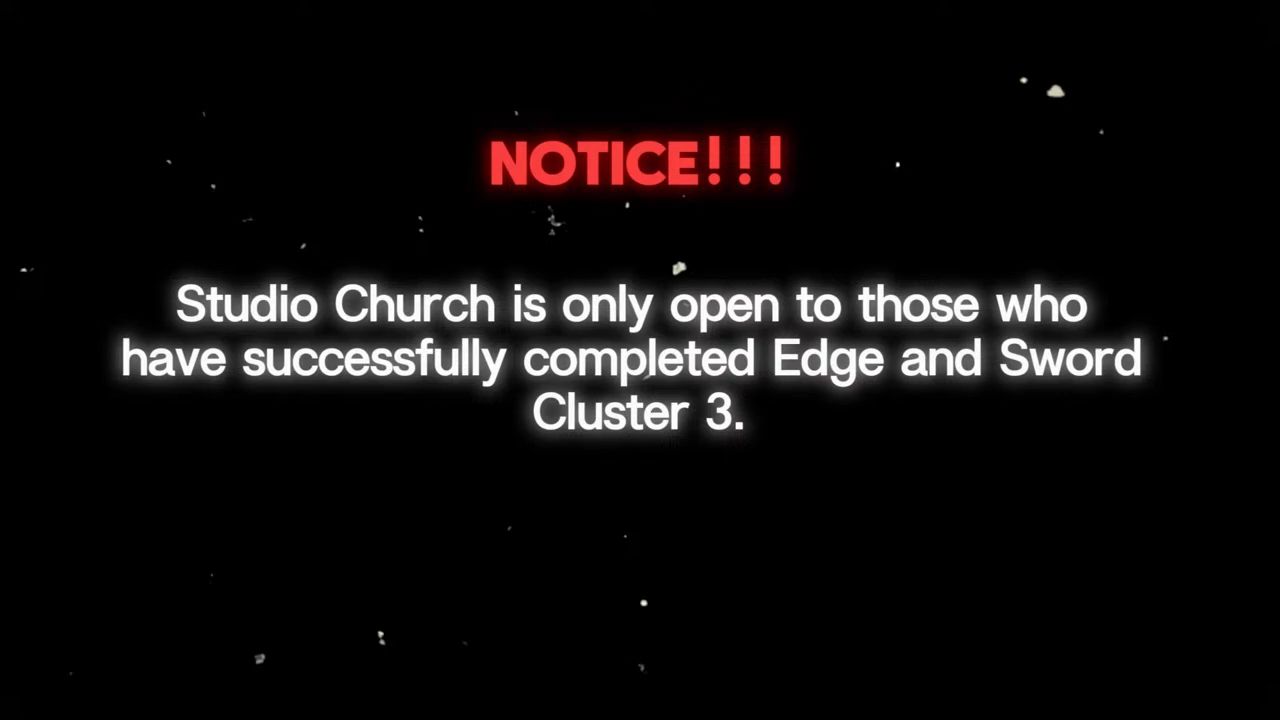 NOTICE!!!
Studio Church is only open to those who
have successfully completed Edge and Sword
Cluster 3.